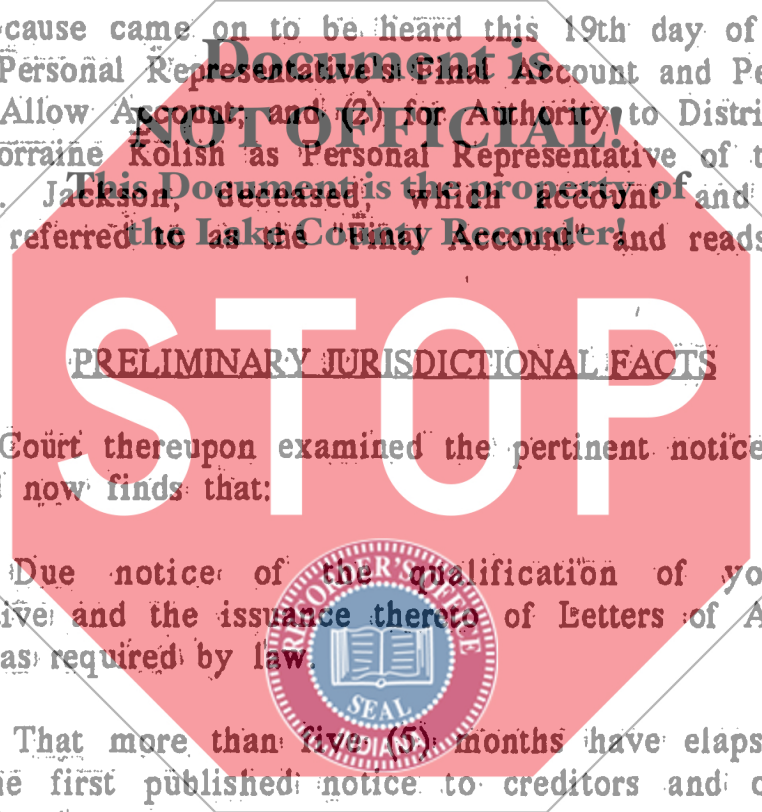 cause came on to be heard this 19th day of
Document is
Personal Representative's Final Account and Pe
Allow Account; and (2) for Authority to Distri
NOT OFFICIAL!
orraine Kolish as Personal Representative of t
This Document is the property of
. Jackson, deceased, which account and
the Lake County Recorder!
referred to as the "Final Account" and reads
STOP
PRELIMINARY JURISDICTIONAL FACTS
Court thereupon examined the pertinent notice
now finds that:
Due notice of the qualification of yo
ive and the issuance thereto of Letters of A
as required by law.
RECORDER'S OFFICE
SEAL
INDIANA
That more than five (5) months have elaps
e first published notice to creditors and c